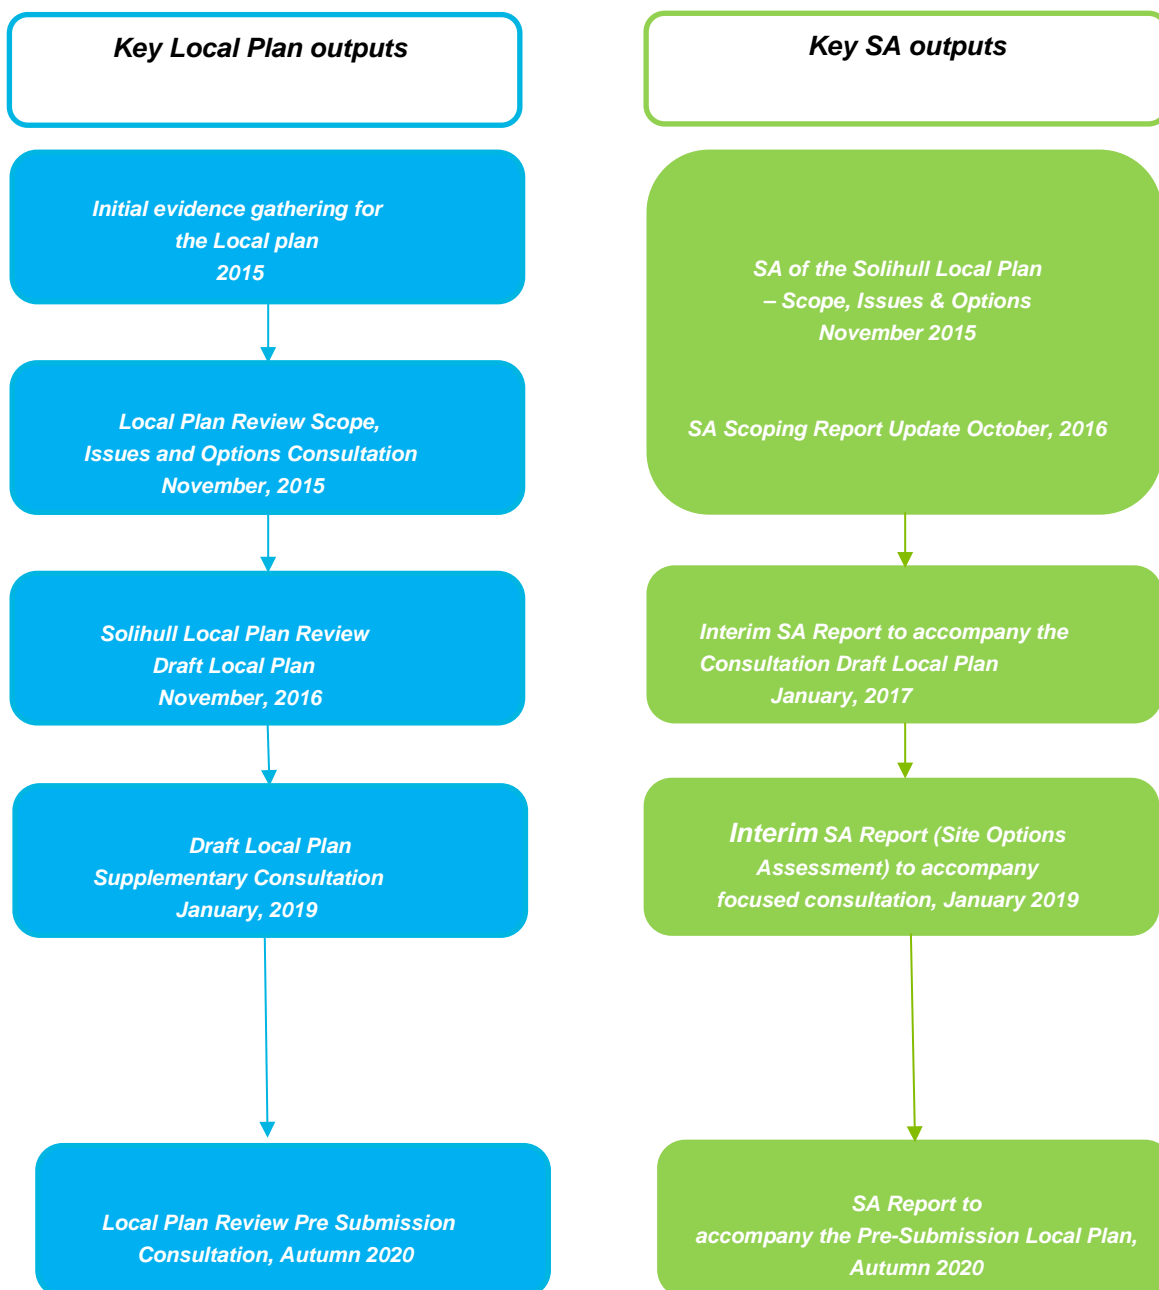 Key Local Plan outputs
Initial evidence gathering for
the Local plan
2015
Local Plan Review Scope,
Issues and Options Consultation
November, 2015
Solihull Local Plan Review
Draft Local Plan
November, 2016
Draft Local Plan
Supplementary Consultation
January, 2019
Local Plan Review Pre Submission
Consultation, Autumn 2020
Key SA outputs
SA of the Solihull Local Plan
– Scope, Issues & Options
November 2015
SA Scoping Report Update October, 2016
Interim SA Report to accompany the
Consultation Draft Local Plan
January, 2017
Interim SA Report (Site Options
Assessment) to accompany
focused consultation, January 2019
SA Report to
accompany the Pre-Submission Local Plan,
Autumn 2020